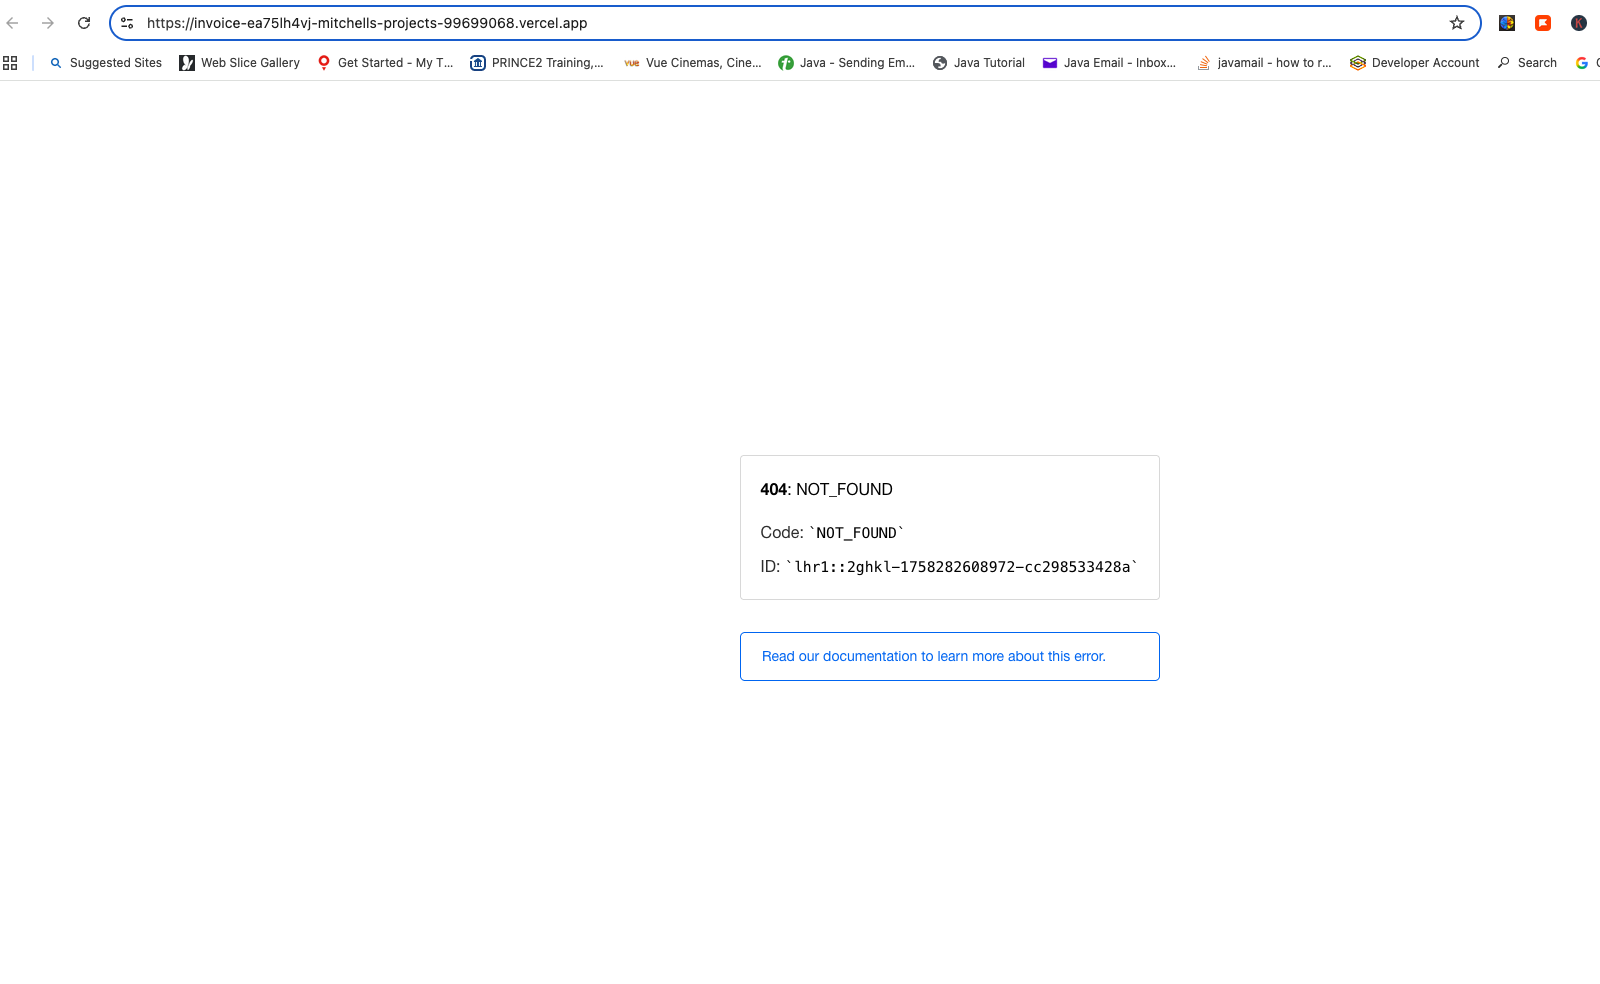 https://invoice-ea75lh4vj-mitchells-projects-99699068.vercel.app
K
Suggested Sites Web Slice Gallery Get Started - My T... PRINCE2 Training,... vue Vue Cinemas, Cine... Java - Sending Em... Java Tutorial Java Email - Inbox... javamail - how to r... Developer Account Search
404: NOT_FOUND
Code: `NOT_FOUND`
ID: `lhr1::2ghkl-1758282608972-cc298533428a`
Read our documentation to learn more about this error.